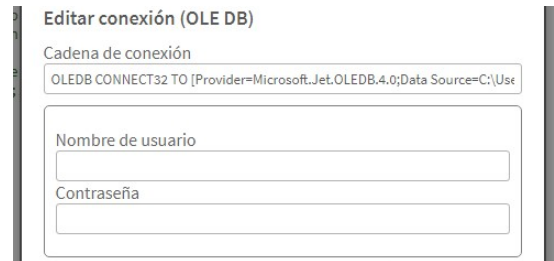 Editar conexión (OLE DB)
Cadena de conexión
OLEDB CONNECT32 TO [Provider=Microsoft.Jet.OLEDB.4.0;Data Source=C:\Use
Nombre de usuario
Contraseña